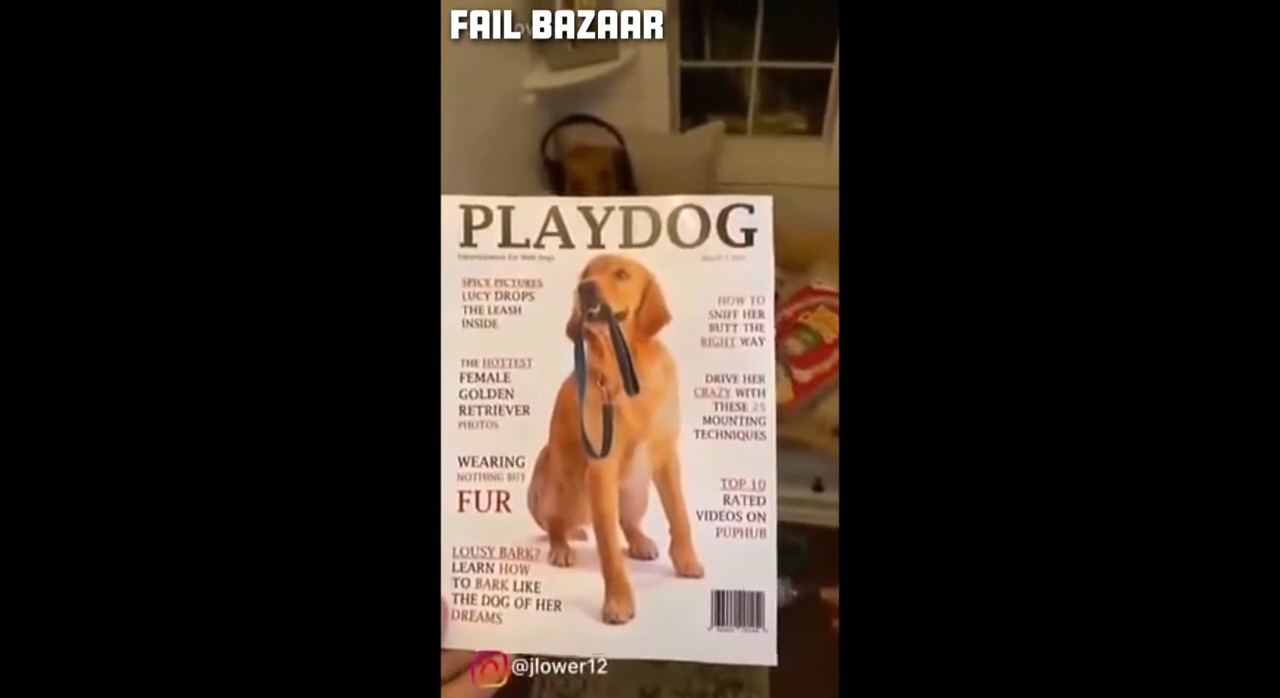 FAIL BAZAAR
PLAYDOG
SPICY PICTURES
LUCY DROPS
THE LEASH
INSIDE
THE HOTTEST
FEMALE
GOLDEN
RETRIEVER
PHOTOS
WEARING
NOTHING BUT
FUR
LOUSY BARK?
LEARN HOW
TO BARK LIKE
THE DOG OF HER
DREAMS
HOW TO
SNIFF HER
BUTT THE
RIGHT WAY
DRIVE HER
CRAZY WITH
THESE 25
MOUNTING
TECHNIQUES
TOP 10
RATED
VIDEOS ON
PUPHUB
@jlower12